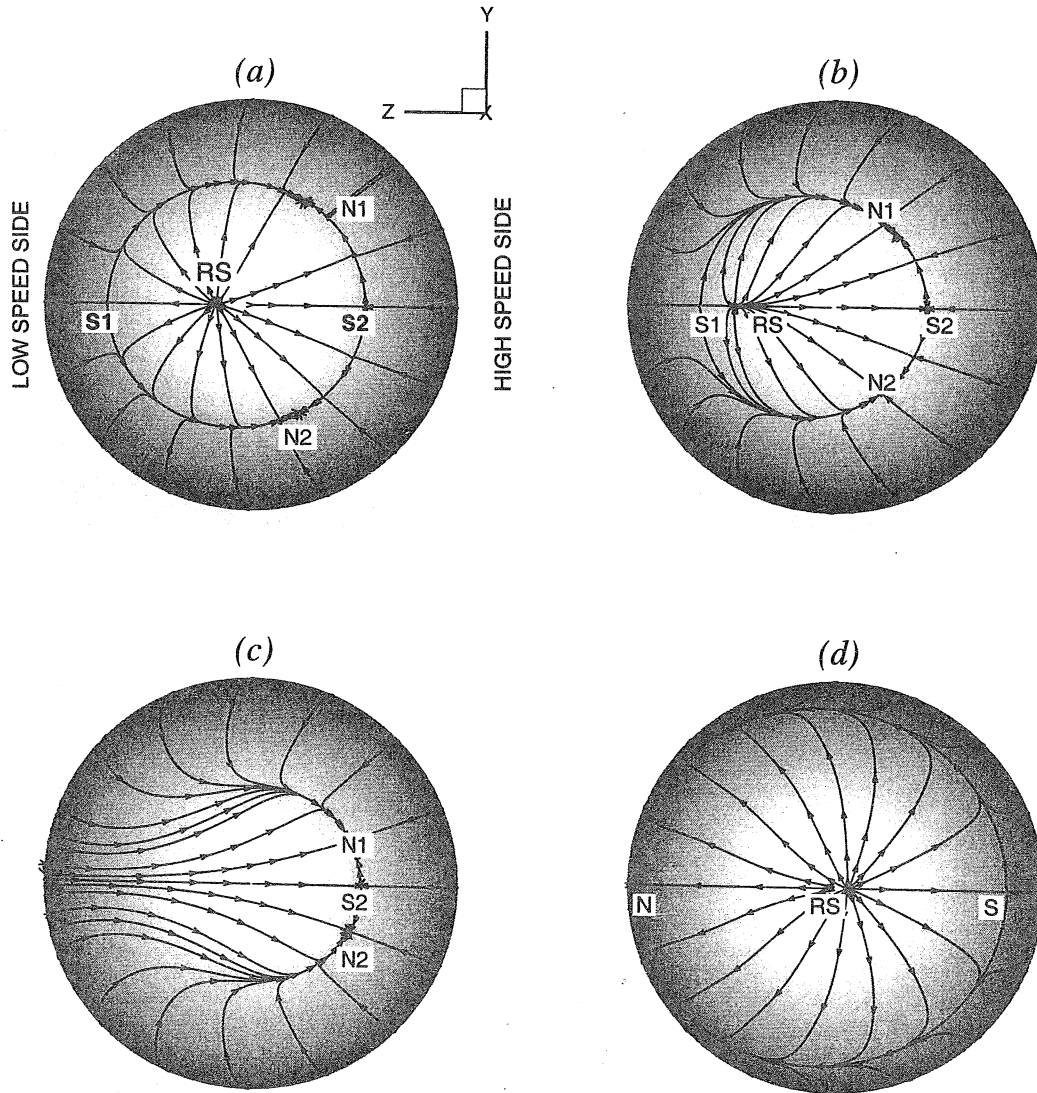 Y
(a)
(b)
Z
X
LOW SPEED SIDE
HIGH SPEED SIDE
N1
N1
RS
S1
S2
S1
RS
S2
N2
N2
(c)
(d)
N1
S2
N
RS
S
N2